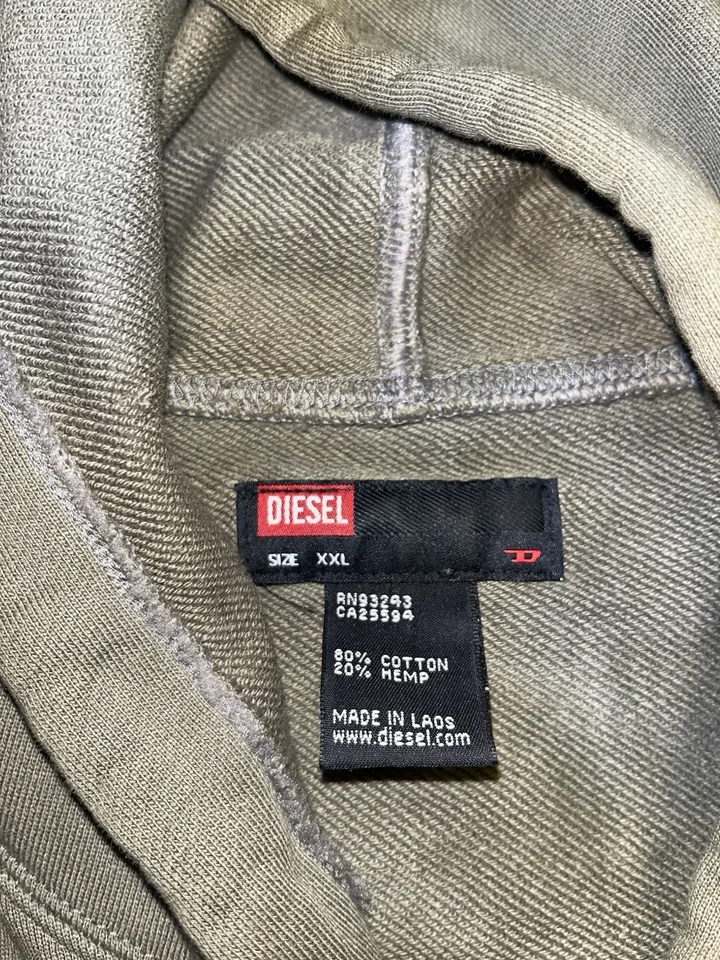 DIESEL
SIZE XXL
RN93243
CA25594
80% COTTON
20% HEMP
MADE IN LAOS
www.diesel.com